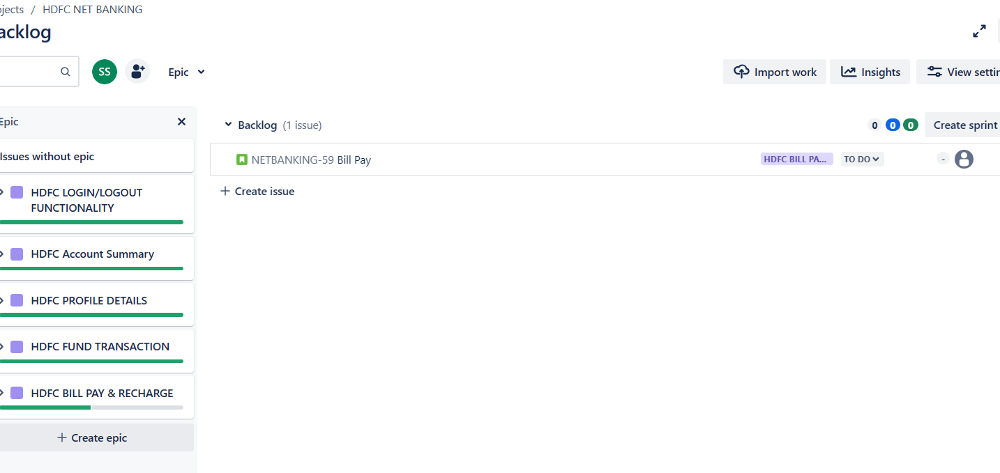 ojects / HDFC NET BANKING
acklog
SS
Epic
Import work
Insights
View settin
Epic
Backlog (1 issue)
0 0 0
Create sprint
Issues without epic
NETBANKING-59 Bill Pay
HDFC BILL PA...
TO DO
-
Create issue
HDFC LOGIN/LOGOUT
FUNCTIONALITY
HDFC Account Summary
HDFC PROFILE DETAILS
HDFC FUND TRANSACTION
HDFC BILL PAY & RECHARGE
Create epic